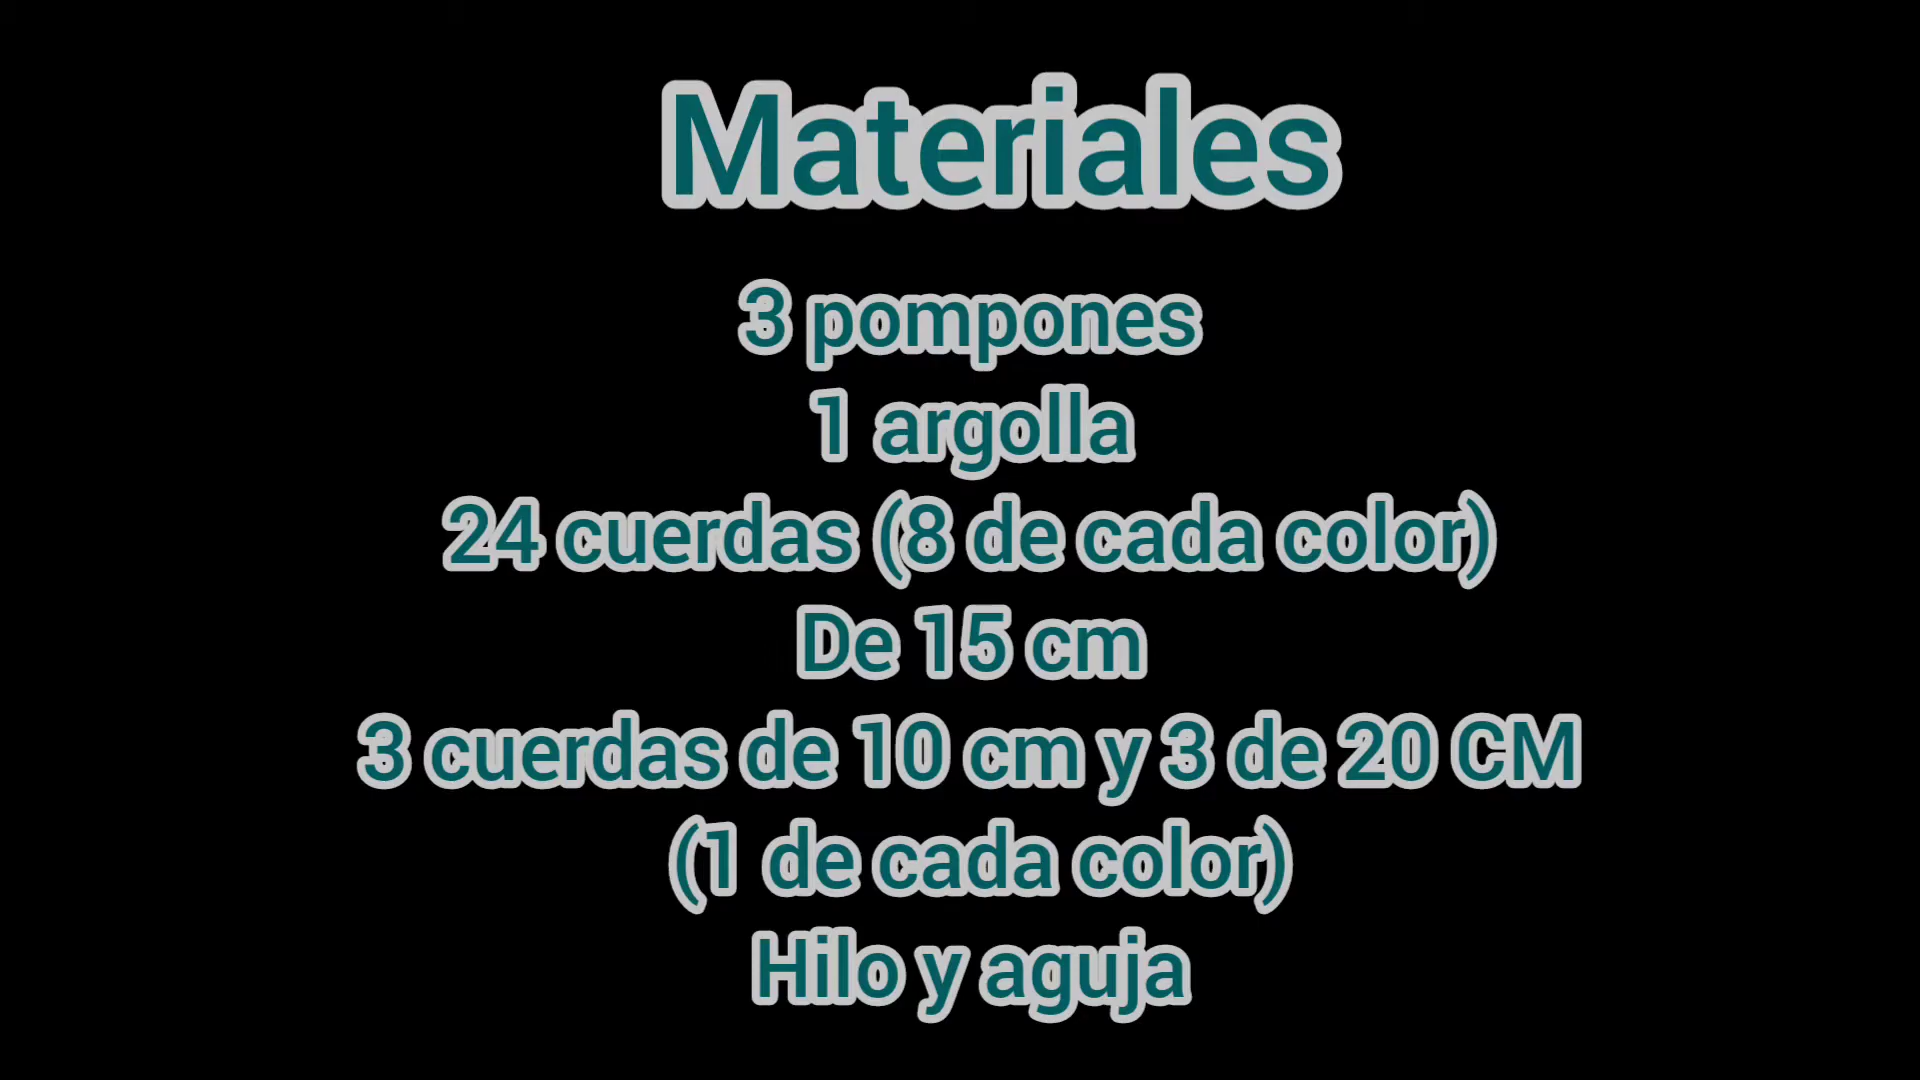 Materiales
3 pompones
1 argolla
24 cuerdas (8 de cada color)
De 15 cm
3 cuerdas de 10 cm y 3 de 20 CM
(1 de cada color)
Hilo y aguja